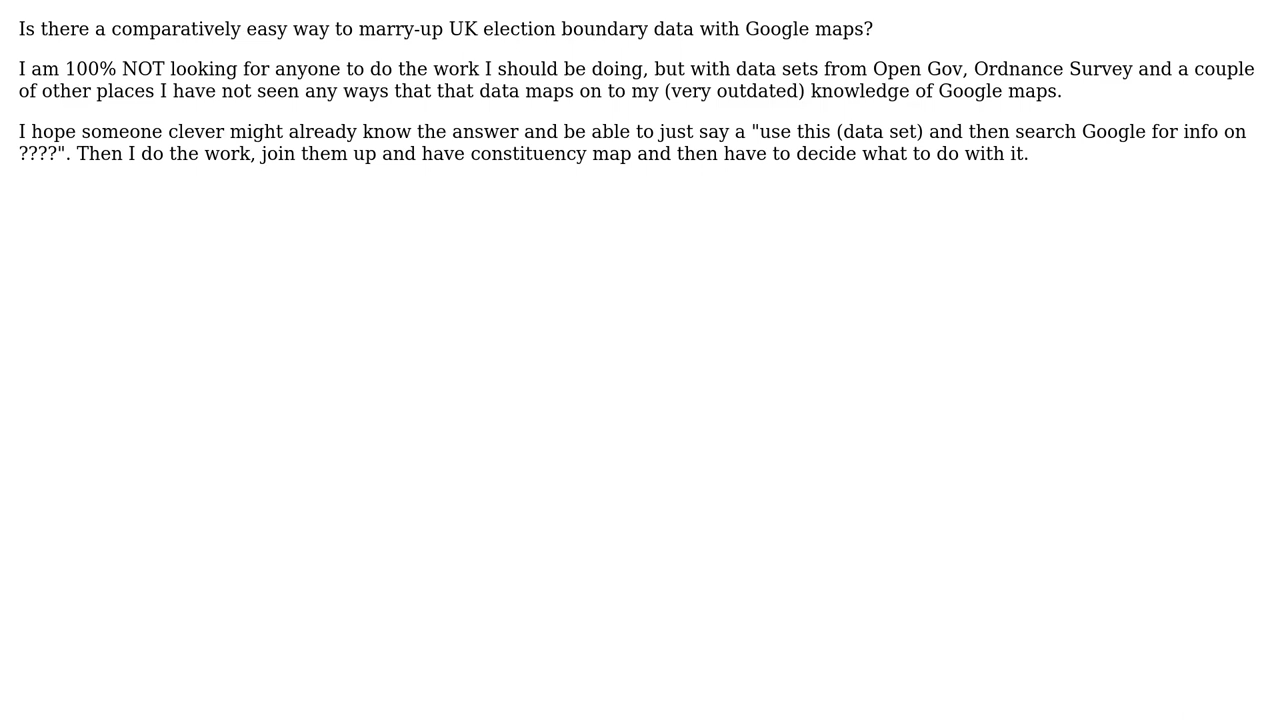 Is there a comparatively easy way to marry-up UK election boundary data with Google maps?
I am 100% NOT looking for anyone to do the work I should be doing, but with data sets from Open Gov, Ordnance Survey and a couple
of other places I have not seen any ways that that data maps on to my (very outdated) knowledge of Google maps.
I hope someone clever might already know the answer and be able to just say a "use this (data set) and then search Google for info on
????". Then I do the work, join them up and have constituency map and then have to decide what to do with it.